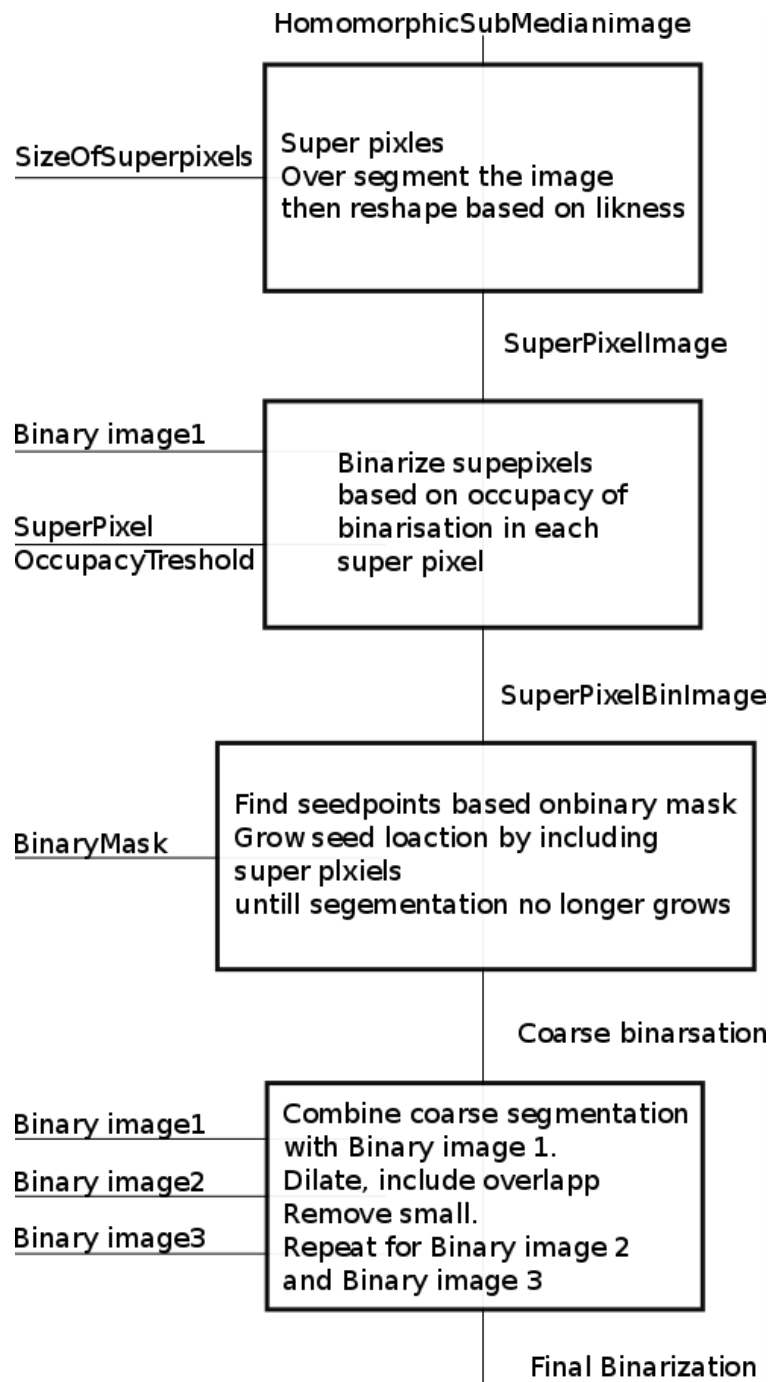 HomomorphicSubMedianimage
SizeOfSuperpixels
Super pixles
Over segment the image
then reshape based on likness
SuperPixelImage
Binary image1
SuperPixel
OccupacyTreshold
Binarize supepixels
based on occupacy of
binarisation in each
super pixel
SuperPixelBinImage
BinaryMask
Find seedpoints based onbinary mask
Grow seed loaction by including
super plxiels
untill segementation no longer grows
Coarse binarsation
Binary image1
Binary image2
Binary image3
Combine coarse segmentation
with Binary image 1.
Dilate, include overlapp
Remove small.
Repeat for Binary image 2
and Binary image 3
Final Binarization